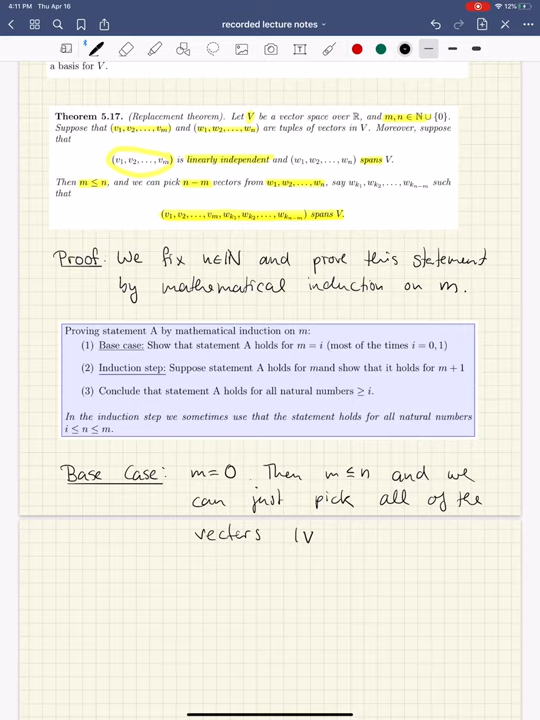 4:11 PM Thu Apr 16
recorded lecture notes
a basis for V.
Theorem 5.17. (Replacement theorem). Let V be a vector space over ℝ, and m, n ∈ ℕ ∪ {0}.
Suppose that (v₁, v₂, . . . , vₘ) and (w₁, w₂, . . . , wₙ) are tuples of vectors in V. Moreover, suppose
that
(v₁, v₂, . . . , vₘ) is linearly independent and (w₁, w₂, . . . , wₙ) spans V.
Then m ≤ n, and we can pick n − m vectors from w₁, w₂, . . . , wₙ, say wₖ₁, wₖ₂, . . . , wₖₙ₋ₘ such
that
(v₁, v₂, . . . , vₘ, wₖ₁, wₖ₂, . . . , wₖₙ₋ₘ) spans V.
Proof: We fix n∈ℕ and prove this statement
by mathematical induction on m.
Proving statement A by mathematical induction on m:
(1) Base case: Show that statement A holds for m = i (most of the times i = 0, 1)
(2) Induction step: Suppose statement A holds for mand show that it holds for m + 1
(3) Conclude that statement A holds for all natural numbers ≥ i.
In the induction step we sometimes use that the statement holds for all natural numbers
i ≤ n ≤ m.
Base Case: m=0. Then m≤n and we
can just pick all of the
vectors (v